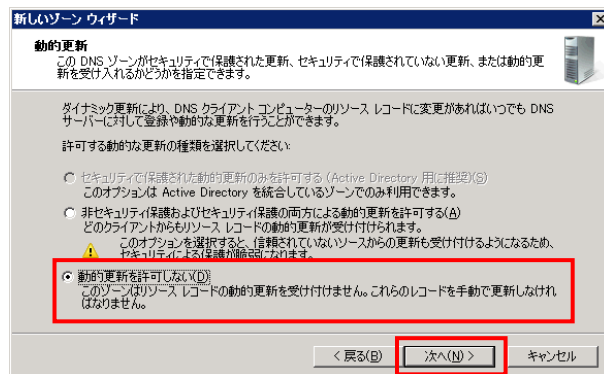 新しいゾーン ウィザード
動的更新
この DNS ゾーンがセキュリティで保護された更新、セキュリティで保護されていない更新、または動的更
新を受け入れるかどうかを指定できます。
ダイナミック更新により、DNS クライアント コンピューターのリソース レコードに変更があればいつでも DNS
サーバーに対して登録や動的な更新を行うことができます。
許可する動的な更新の種類を選択してください:
セキュリティで保護された動的更新のみを許可する (Active Directory 用に推奨)(S)
このオプションは Active Directory を統合しているゾーンでのみ利用できます。
非セキュリティ保護およびセキュリティ保護の両方による動的更新を許可する(A)
どのクライアントからもリソース レコードの動的更新が受け付けられます。
このオプションを選択すると、信頼されていないソースからの更新も受け付けるようになるため、
セキュリティによる保護が脆弱になります。
動的更新を許可しない(D)
このゾーンはリソース レコードの動的更新を受け付けません。これらのレコードを手動で更新しなけれ
ばなりません。
< 戻る(B) 次へ(N) > キャンセル